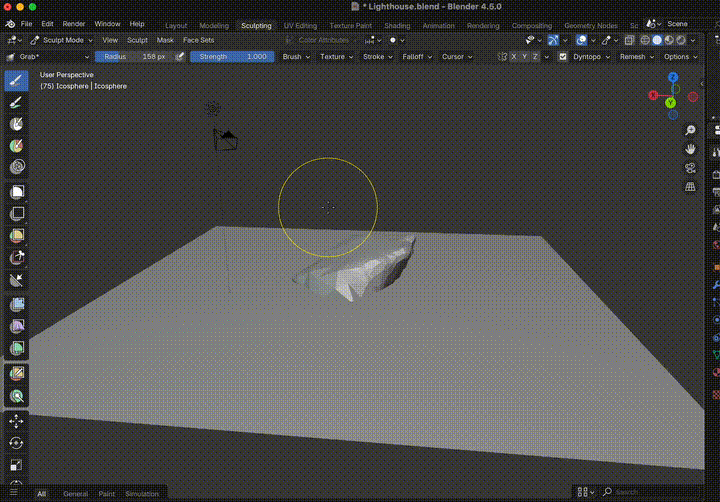 * Lighthouse.blend - Blender 4.5.0
File Edit Render Window Help Layout Modeling Sculpting UV Editing Texture Paint Shading Animation Rendering Compositing Geometry Nodes Scene
Sculpt Mode View Sculpt Mask Face Sets Color Attributes
Grab* Radius 158 px Strength 1.000 Brush Texture Stroke Falloff Cursor X Y Z Dyntopo Remesh Options
User Perspective
(75) Icosphere | Icosphere
Z
X
Y
All General Paint Simulation Search